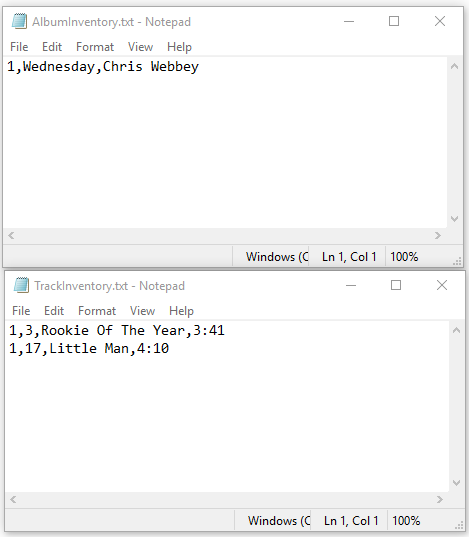 AlbumInventory.txt - Notepad
File Edit Format View Help
1,Wednesday,Chris Webbey
Windows (C Ln 1, Col 1 100%
TrackInventory.txt - Notepad
File Edit Format View Help
1,3,Rookie Of The Year,3:41
1,17,Little Man,4:10
Windows (C Ln 1, Col 1 100%